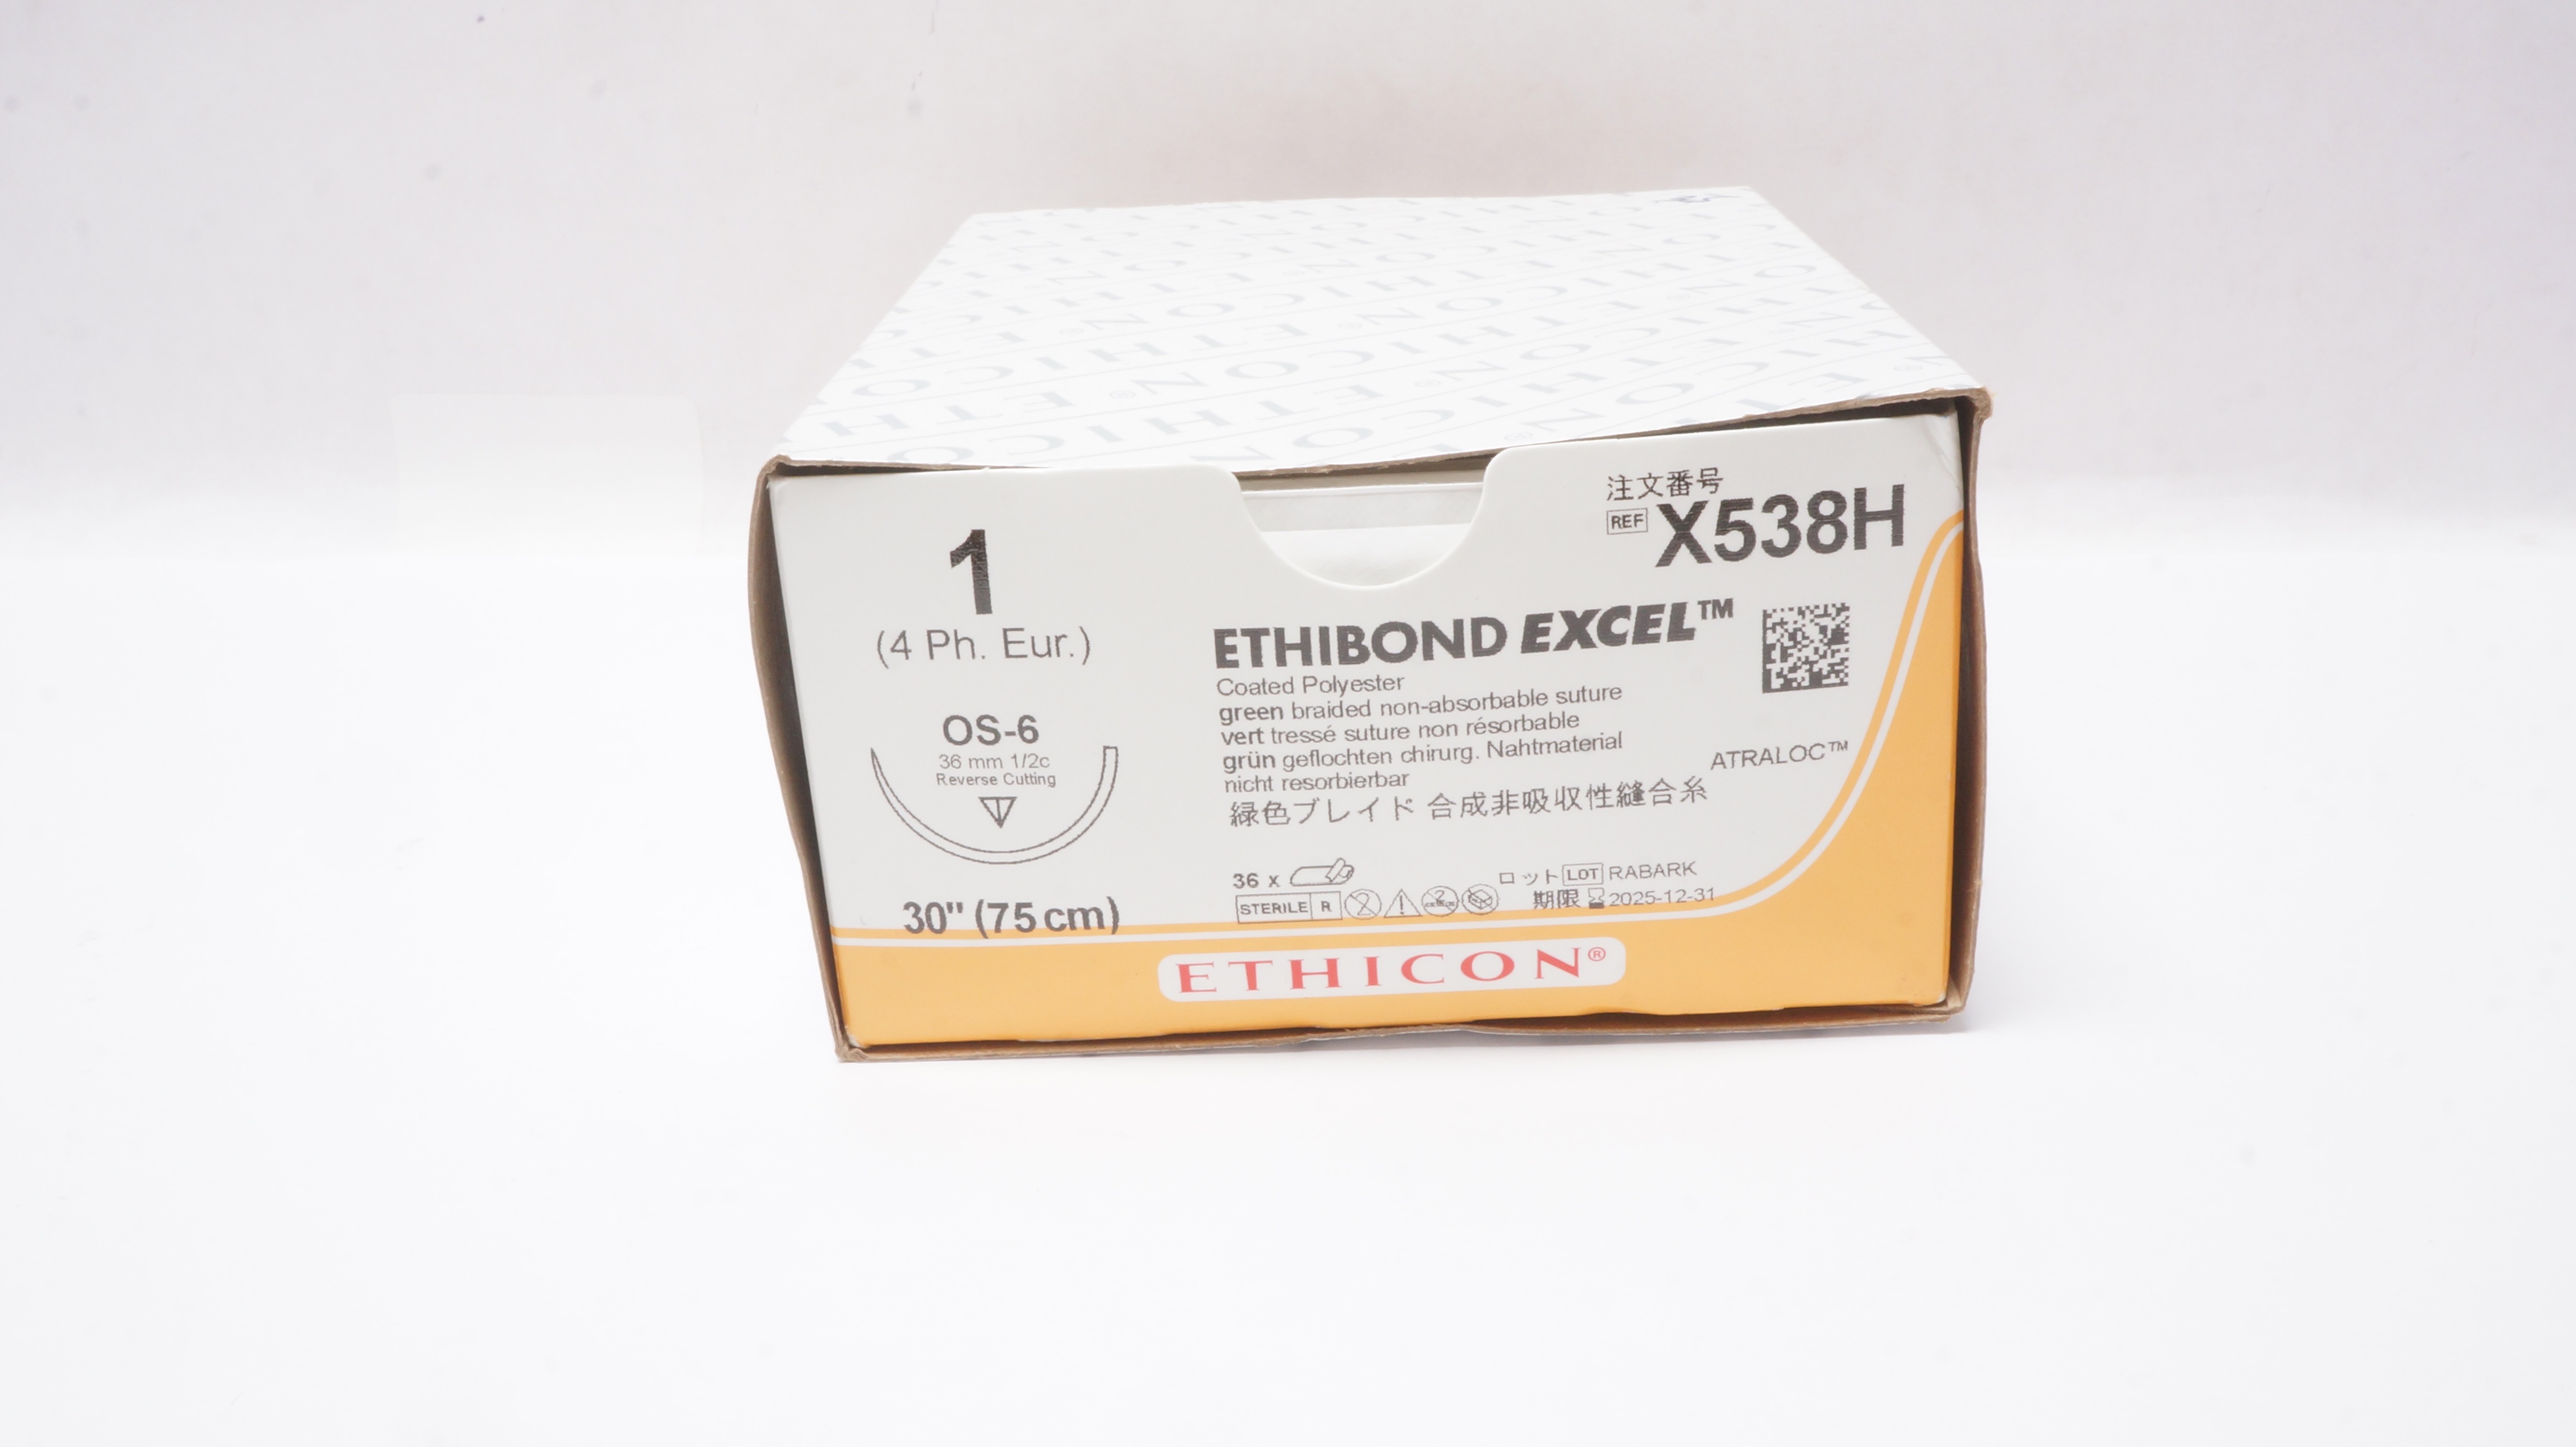 ETHICON®
注文番号
REF X538H
1
(4 Ph. Eur.)
ETHIBOND EXCEL™
Coated Polyester
green braided non-absorbable suture
vert tressé suture non résorbable
grün geflochten chirurg. Nahtmaterial
nicht resorbierbar
緑色ブレイド 合成非吸収性縫合糸
ATRALOC™
OS-6
36 mm 1/2c
Reverse Cutting
30" (75 cm)
36 x
STERILE R
ロット LOT RABARK
期限 2025-12-31
ETHICON®